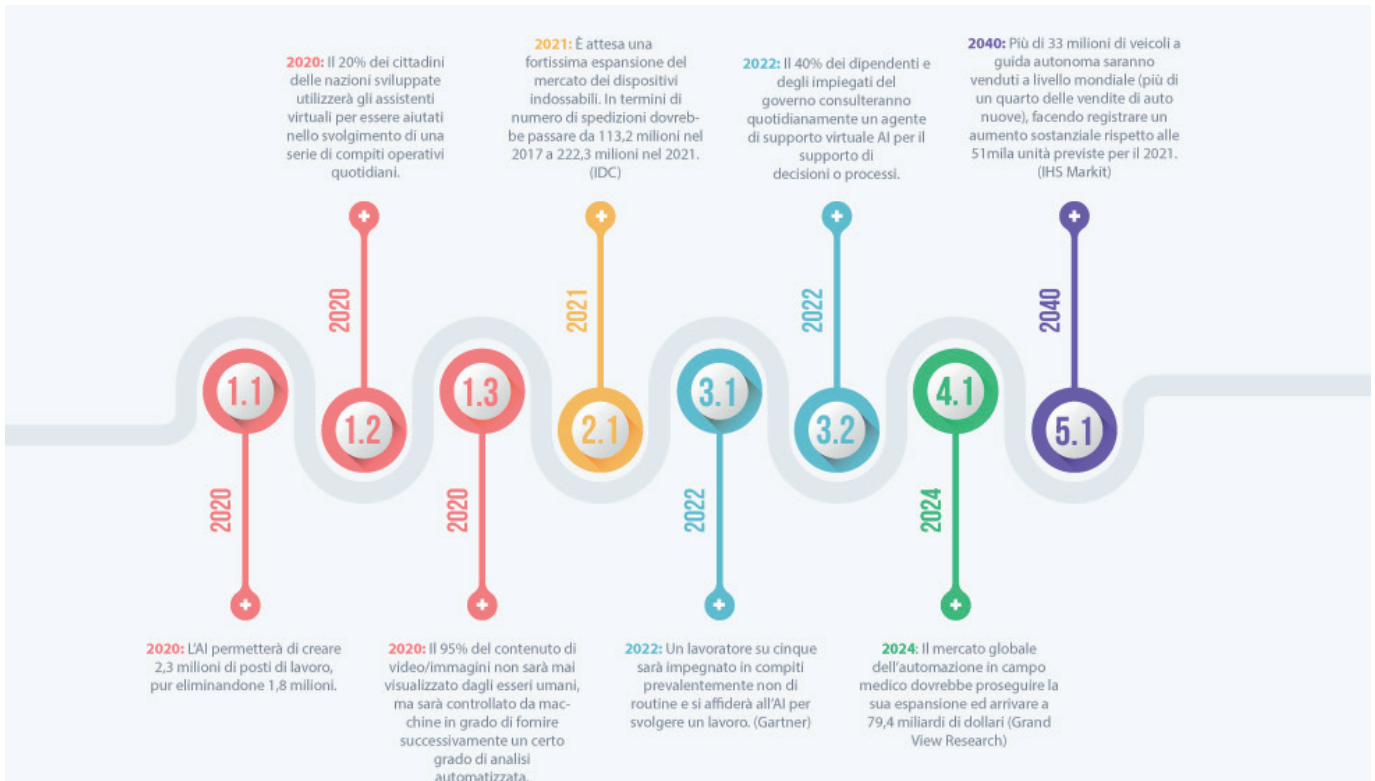 2020: Il 20% dei cittadini
delle nazioni sviluppate
utilizzerà gli assistenti
virtuali per essere aiutati
nello svolgimento di una
serie di compiti operativi
quotidiani.
2021: È attesa una
fortissima espansione del
mercato dei dispositivi
indossabili. In termini di
numero di spedizioni dovreb-
be passare da 113,2 milioni nel
2017 a 222,3 milioni nel 2021.
(IDC)
2022: Il 40% dei dipendenti e
degli impiegati del
governo consulteranno
quotidianamente un agente
di supporto virtuale AI per il
supporto di
decisioni o processi.
2040: Più di 33 milioni di veicoli a
guida autonoma saranno
venduti a livello mondiale (più di
un quarto delle vendite di auto
nuove), facendo registrare un
aumento sostanziale rispetto alle
51mila unità previste per il 2021.
(IHS Markit)
2020
2021
2022
2040
1.1
1.2
1.3
2.1
3.1
3.2
4.1
5.1
2020
2020
2022
2024
2020: L'AI permetterà di creare
2,3 milioni di posti di lavoro,
pur eliminandone 1,8 milioni.
2020: Il 95% del contenuto di
video/immagini non sarà mai
visualizzato dagli esseri umani,
ma sarà controllato da mac-
chine in grado di fornire
successivamente un certo
grado di analisi
automatizzata.
2022: Un lavoratore su cinque
sarà impegnato in compiti
prevalentemente non di
routine e si affiderà all'AI per
svolgere un lavoro. (Gartner)
2024: Il mercato globale
dell'automazione in campo
medico dovrebbe proseguire la
sua espansione ed arrivare a
79,4 miliardi di dollari (Grand
View Research)